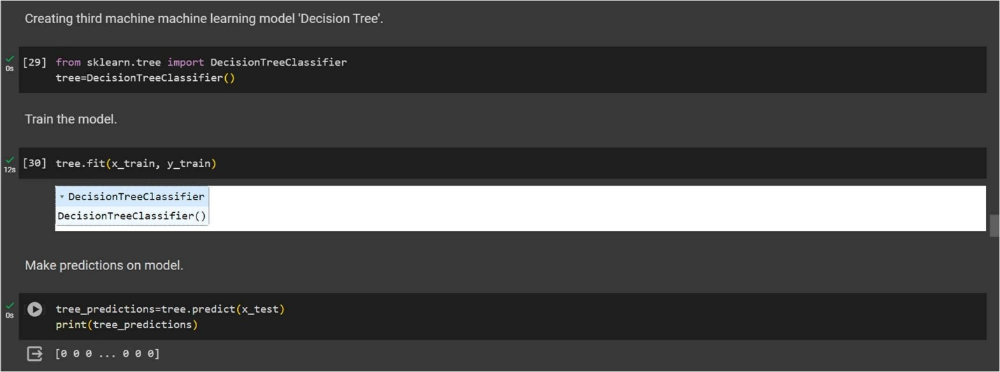 Creating third machine machine learning model 'Decision Tree'.
0s
[29] from sklearn.tree import DecisionTreeClassifier
tree=DecisionTreeClassifier()
Train the model.
12s
[30] tree.fit(x_train, y_train)
▾ DecisionTreeClassifier
DecisionTreeClassifier()
Make predictions on model.
0s
tree_predictions=tree.predict(x_test)
print(tree_predictions)
[0 0 0 ... 0 0 0]